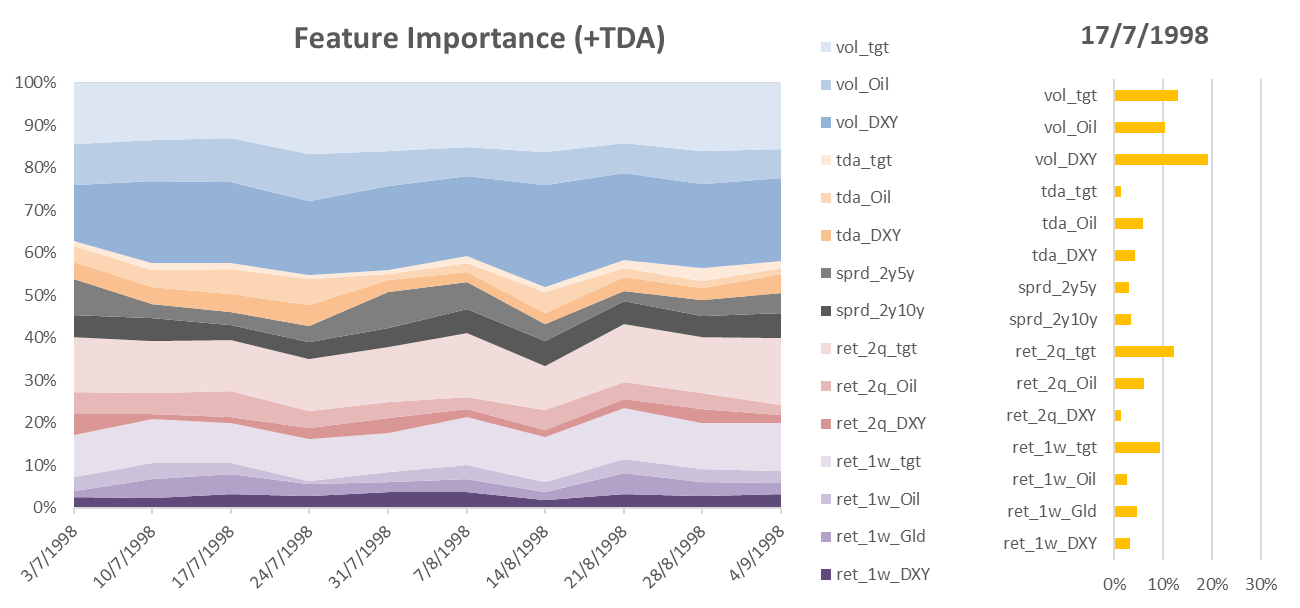 Feature Importance (+TDA)
100%
90%
80%
70%
60%
50%
40%
30%
20%
10%
0%
3/7/1998
10/7/1998
17/7/1998
24/7/1998
31/7/1998
7/8/1998
14/8/1998
21/8/1998
28/8/1998
4/9/1998
vol_tgt
vol_Oil
vol_DXY
tda_tgt
tda_Oil
tda_DXY
sprd_2y5y
sprd_2y10y
ret_2q_tgt
ret_2q_Oil
ret_2q_DXY
ret_1w_tgt
ret_1w_Oil
ret_1w_Gld
ret_1w_DXY
17/7/1998
vol_tgt
vol_Oil
vol_DXY
tda_tgt
tda_Oil
tda_DXY
sprd_2y5y
sprd_2y10y
ret_2q_tgt
ret_2q_Oil
ret_2q_DXY
ret_1w_tgt
ret_1w_Oil
ret_1w_Gld
ret_1w_DXY
0% 10% 20% 30%